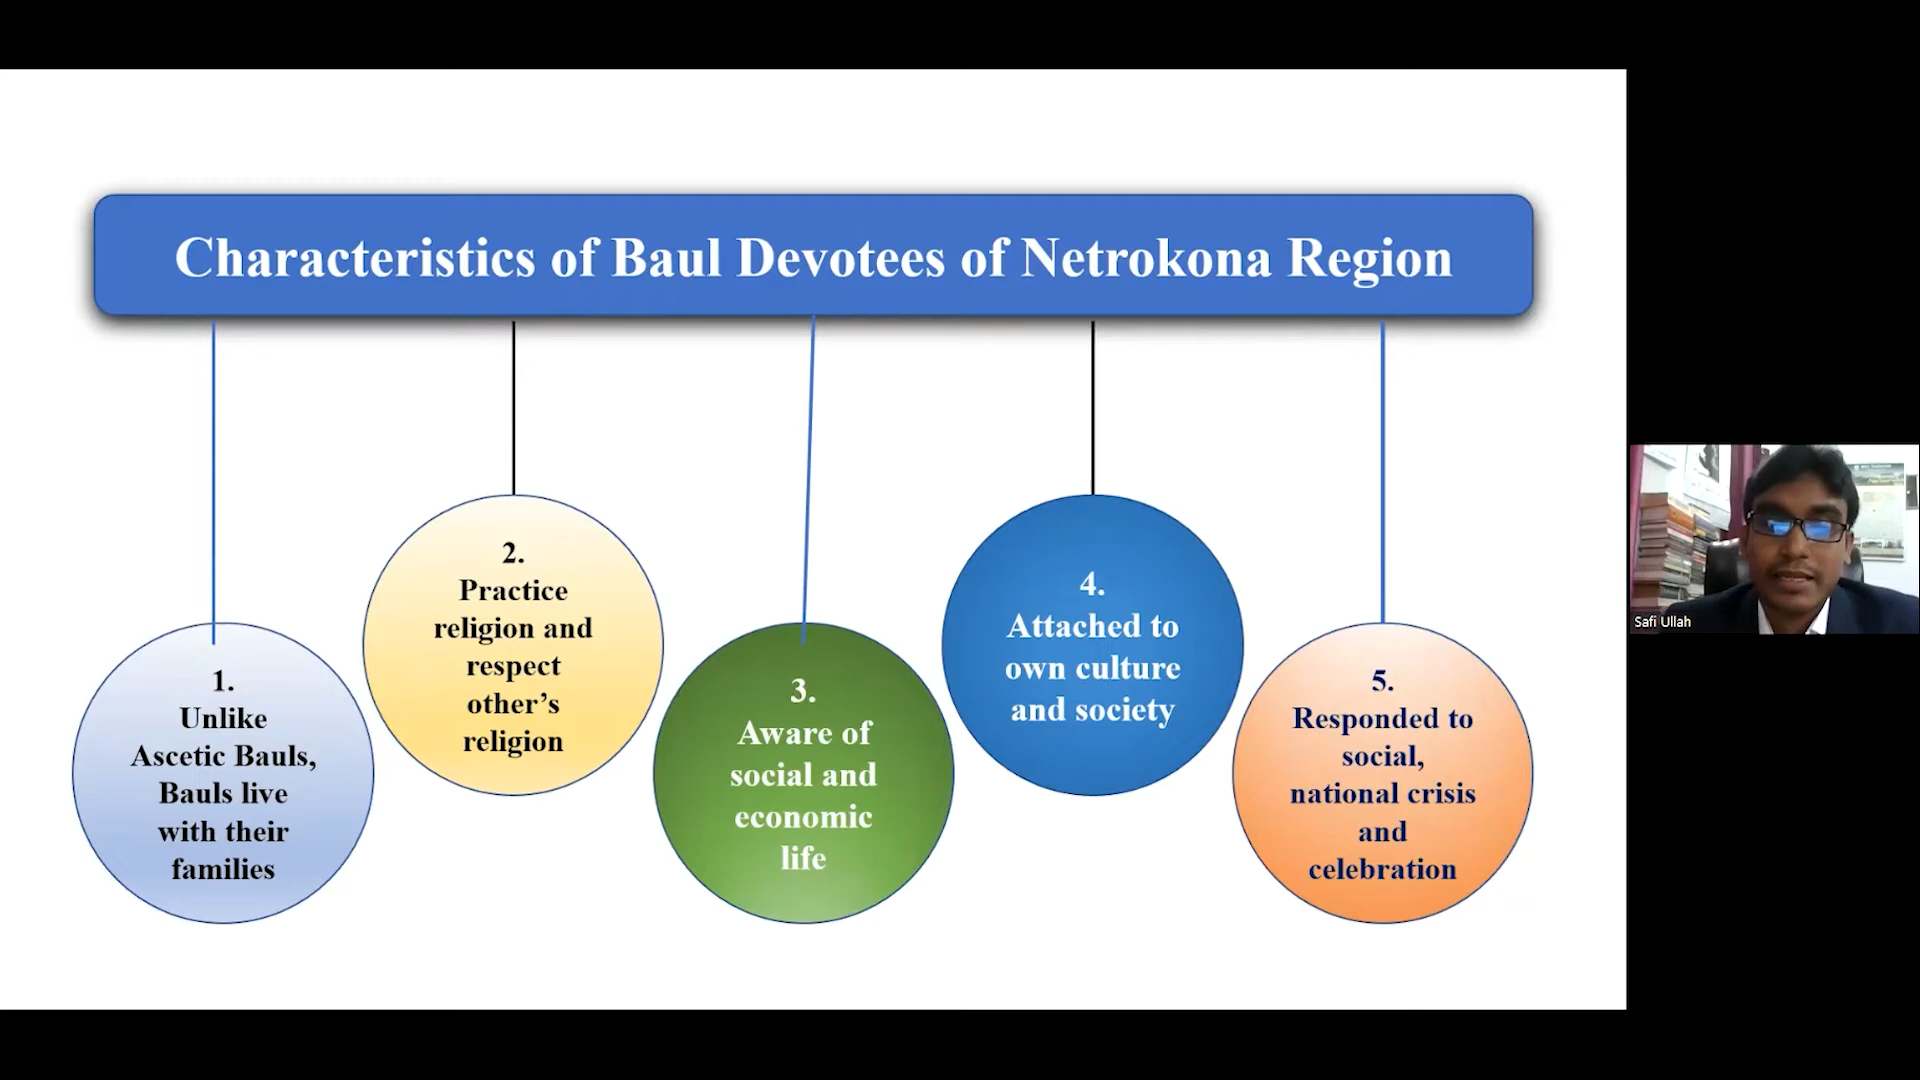 Characteristics of Baul Devotees of Netrokona Region
1.
Unlike
Ascetic Bauls,
Bauls live
with their
families
2.
Practice
religion and
respect
other’s
religion
3.
Aware of
social and
economic
life
4.
Attached to
own culture
and society
5.
Responded to
social,
national crisis
and
celebration
Safi Ullah